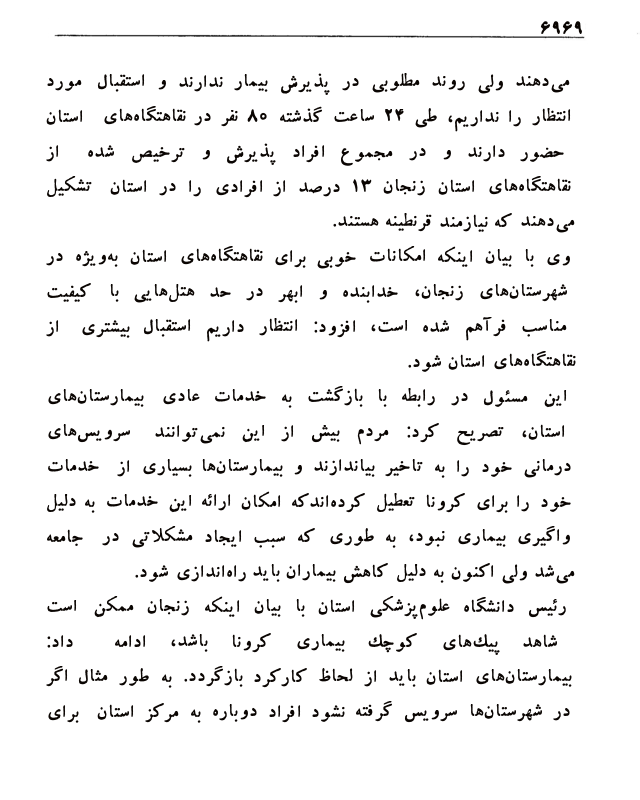 ۶۹۶۹
می‌دهند ولی روند مطلوبی در پذیرش بیمار ندارند و استقبال مورد
انتظار را نداریم، طی ۲۴ ساعت گذشته ۸۰ نفر در نقاهتگاه‌های استان
حضور دارند و در مجموع افراد پذیرش و ترخیص شده از
نقاهتگاه‌های استان زنجان ۱۳ درصد از افرادی را در استان تشکیل
می‌دهند که نیازمند قرنطینه هستند.
وی با بیان اینکه امکانات خوبی برای نقاهتگاه‌های استان به‌ویژه در
شهرستان‌های زنجان، خدابنده و ابهر در حد هتل‌هایی با کیفیت
مناسب فرآهم شده است، افزود: انتظار داریم استقبال بیشتری از
نقاهتگاه‌های استان شود.
این مسئول در رابطه با بازگشت به خدمات عادی بیمارستان‌های
استان، تصریح کرد: مردم بیش از این نمی‌توانند سرویس‌های
درمانی خود را به تاخیر بیاندازند و بیمارستان‌ها بسیاری از خدمات
خود را برای کرونا تعطیل کرده‌اندکه امکان ارائه این خدمات به دلیل
واگیری بیماری نبود، به طوری که سبب ایجاد مشکلاتی در جامعه
می‌شد ولی اکنون به دلیل کاهش بیماران باید راه‌اندازی شود.
رئیس دانشگاه علوم‌پزشکی استان با بیان اینکه زنجان ممکن است
شاهد پیك‌های کوچك بیماری کرونا باشد، ادامه داد:
بیمارستان‌های استان باید از لحاظ کارکرد بازگردد. به طور مثال اگر
در شهرستان‌ها سرویس گرفته نشود افراد دوباره به مرکز استان برای